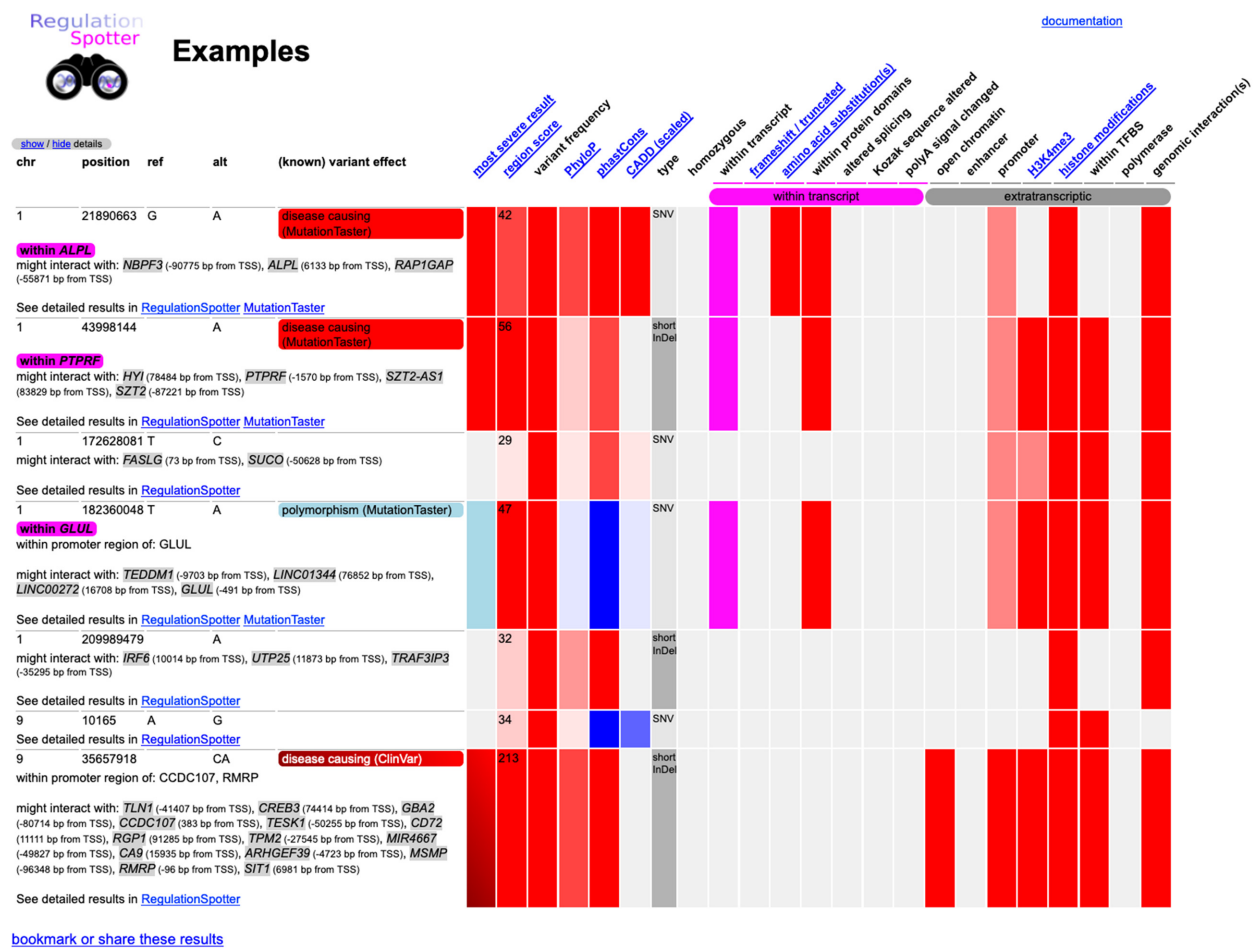 Regulation
Spotter
Examples
documentation
show / hide details
chr position ref alt (known) variant effect
most severe result
region score
variant frequency
PhyloP
phastCons
CADD (scaled)
type
homozygous
within transcript
frameshift / truncated
amino acid substitution(s)
within protein domains
altered splicing
Kozak sequence altered
polyA signal changed
open chromatin
enhancer
promoter
H3K4me3
histone modifications
within TFBS
polymerase
genomic interaction(s)
within transcript extratranscriptic
1 21890663 G A disease causing (MutationTaster) 42 SNV
within ALPL
might interact with: NBPF3 (-90775 bp from TSS), ALPL (6133 bp from TSS), RAP1GAP
(-55871 bp from TSS)
See detailed results in RegulationSpotter MutationTaster
1 43998144 A disease causing (MutationTaster) 56 short InDel
within PTPRF
might interact with: HYI (78484 bp from TSS), PTPRF (-1570 bp from TSS), SZT2-AS1
(83829 bp from TSS), SZT2 (-87221 bp from TSS)
See detailed results in RegulationSpotter MutationTaster
1 172628081 T C 29 SNV
might interact with: FASLG (73 bp from TSS), SUCO (-50628 bp from TSS)
See detailed results in RegulationSpotter
1 182360048 T A polymorphism (MutationTaster) 47 SNV
within GLUL
within promoter region of: GLUL
might interact with: TEDDM1 (-9703 bp from TSS), LINC01344 (76852 bp from TSS),
LINC00272 (16708 bp from TSS), GLUL (-491 bp from TSS)
See detailed results in RegulationSpotter MutationTaster
1 209989479 A 32 short InDel
might interact with: IRF6 (10014 bp from TSS), UTP25 (11873 bp from TSS), TRAF3IP3
(-35295 bp from TSS)
See detailed results in RegulationSpotter
9 10165 A G 34 SNV
See detailed results in RegulationSpotter
9 35657918 CA disease causing (ClinVar) 213 short InDel
within promoter region of: CCDC107, RMRP
might interact with: TLN1 (-41407 bp from TSS), CREB3 (74414 bp from TSS), GBA2
(-80714 bp from TSS), CCDC107 (383 bp from TSS), TESK1 (-50255 bp from TSS), CD72
(11111 bp from TSS), RGP1 (91285 bp from TSS), TPM2 (-27545 bp from TSS), MIR4667
(-49827 bp from TSS), CA9 (15935 bp from TSS), ARHGEF39 (-4723 bp from TSS), MSMP
(-96348 bp from TSS), RMRP (-96 bp from TSS), SIT1 (6981 bp from TSS)
See detailed results in RegulationSpotter
bookmark or share these results